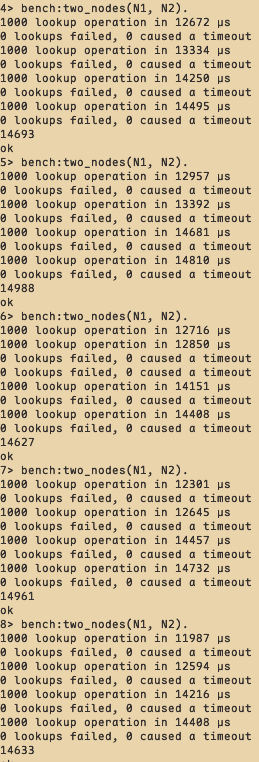 4> bench:two_nodes(N1, N2).
1000 lookup operation in 12672 µs
0 lookups failed, 0 caused a timeout
1000 lookup operation in 13334 µs
0 lookups failed, 0 caused a timeout
1000 lookup operation in 14250 µs
0 lookups failed, 0 caused a timeout
1000 lookup operation in 14495 µs
0 lookups failed, 0 caused a timeout
14693
ok
5> bench:two_nodes(N1, N2).
1000 lookup operation in 12957 µs
0 lookups failed, 0 caused a timeout
1000 lookup operation in 13392 µs
0 lookups failed, 0 caused a timeout
1000 lookup operation in 14681 µs
0 lookups failed, 0 caused a timeout
1000 lookup operation in 14810 µs
0 lookups failed, 0 caused a timeout
14988
ok
6> bench:two_nodes(N1, N2).
1000 lookup operation in 12716 µs
1000 lookup operation in 12850 µs
0 lookups failed, 0 caused a timeout
0 lookups failed, 0 caused a timeout
1000 lookup operation in 14151 µs
0 lookups failed, 0 caused a timeout
1000 lookup operation in 14408 µs
0 lookups failed, 0 caused a timeout
14627
ok
7> bench:two_nodes(N1, N2).
1000 lookup operation in 12301 µs
1000 lookup operation in 12645 µs
0 lookups failed, 0 caused a timeout
0 lookups failed, 0 caused a timeout
1000 lookup operation in 14457 µs
1000 lookup operation in 14732 µs
0 lookups failed, 0 caused a timeout
0 lookups failed, 0 caused a timeout
14961
ok
8> bench:two_nodes(N1, N2).
1000 lookup operation in 11987 µs
1000 lookup operation in 12594 µs
0 lookups failed, 0 caused a timeout
0 lookups failed, 0 caused a timeout
1000 lookup operation in 14216 µs
0 lookups failed, 0 caused a timeout
1000 lookup operation in 14408 µs
0 lookups failed, 0 caused a timeout
14633